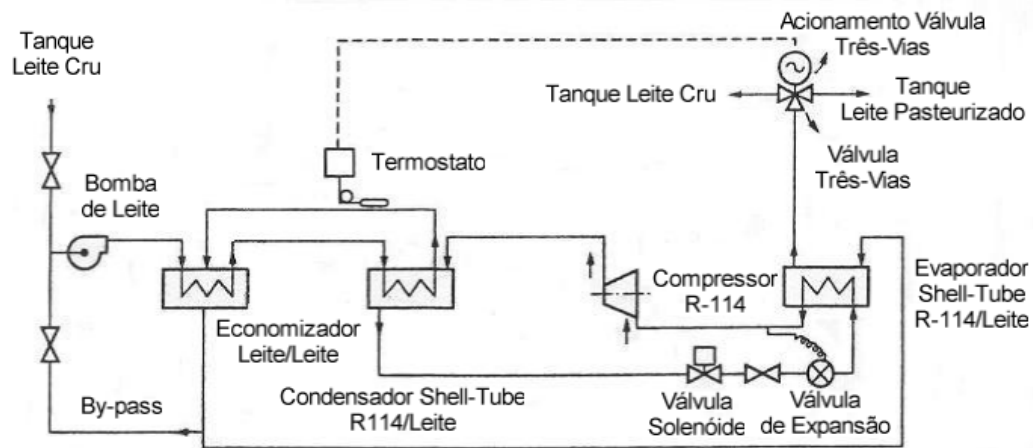 Tanque
Leite Cru
Acionamento Válvula
Três-Vias
Tanque Leite Cru
Tanque
Leite Pasteurizado
Válvula
Três-Vias
Termostato
Bomba
de Leite
Compressor
R-114
Evaporador
Shell-Tube
R-114/Leite
Economizador
Leite/Leite
Condensador Shell-Tube
R114/Leite
Válvula
Solenóide
Válvula
de Expansão
By-pass